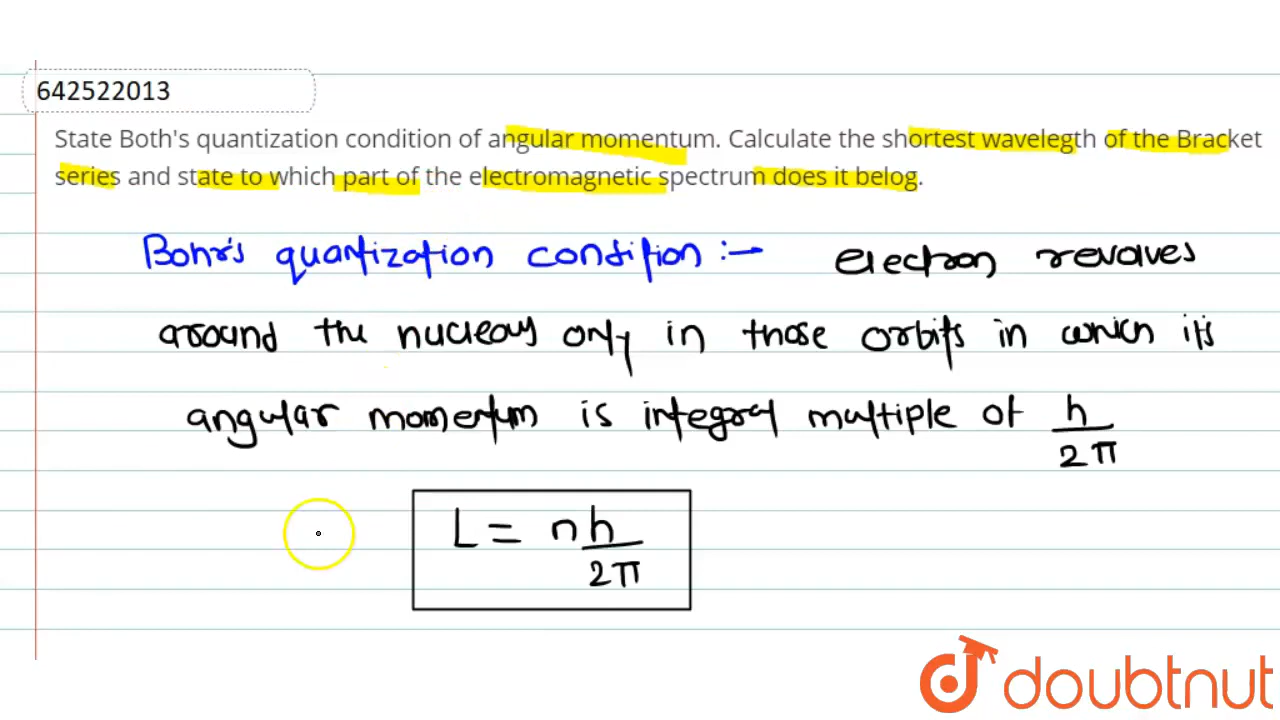 642522013
State Both's quantization condition of angular momentum. Calculate the shortest wavelegth of the Bracket
series and state to which part of the electromagnetic spectrum does it belog.
Bohr's quantization condition :- electron revolves
around the nucleous only in those orbits in which its
angular momentum is integral multiple of h/2π
L = nh/2π
doubtnut